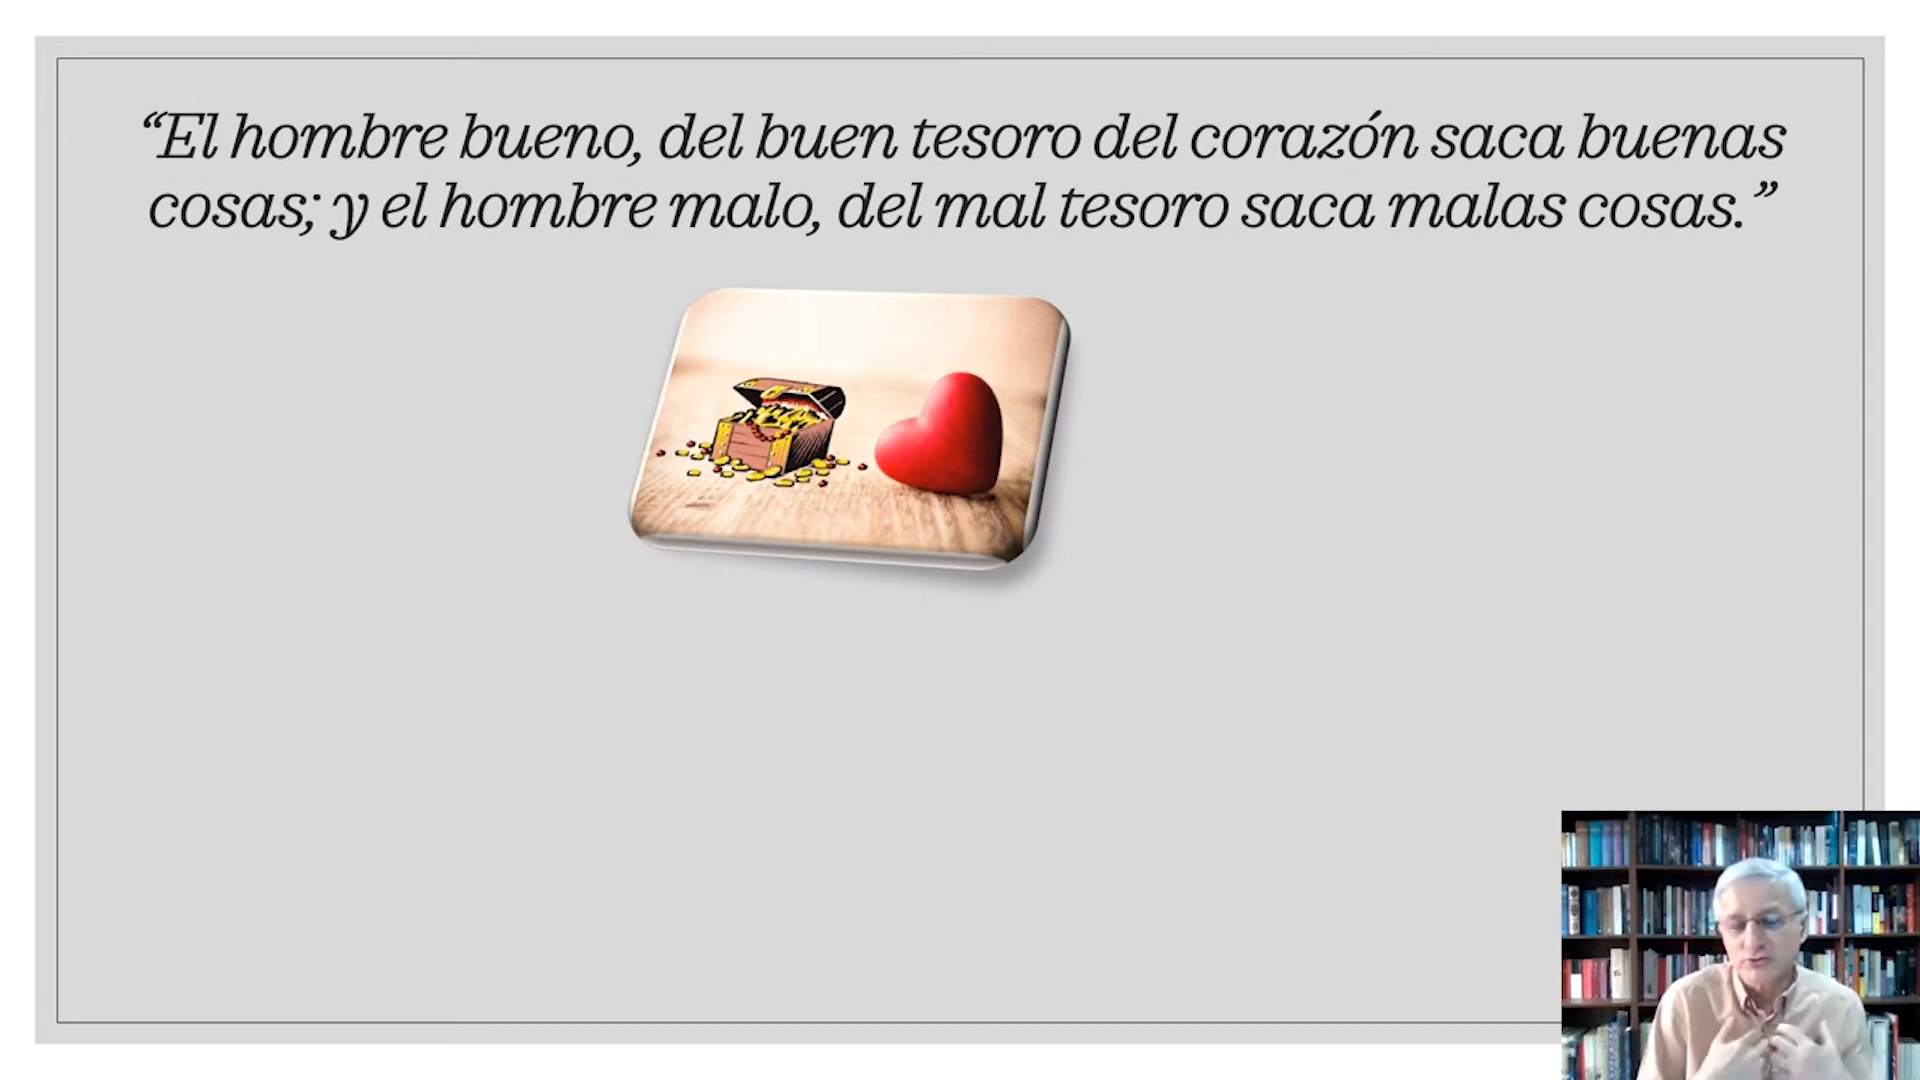 “El hombre bueno, del buen tesoro del corazón saca buenas
cosas; y el hombre malo, del mal tesoro saca malas cosas.”